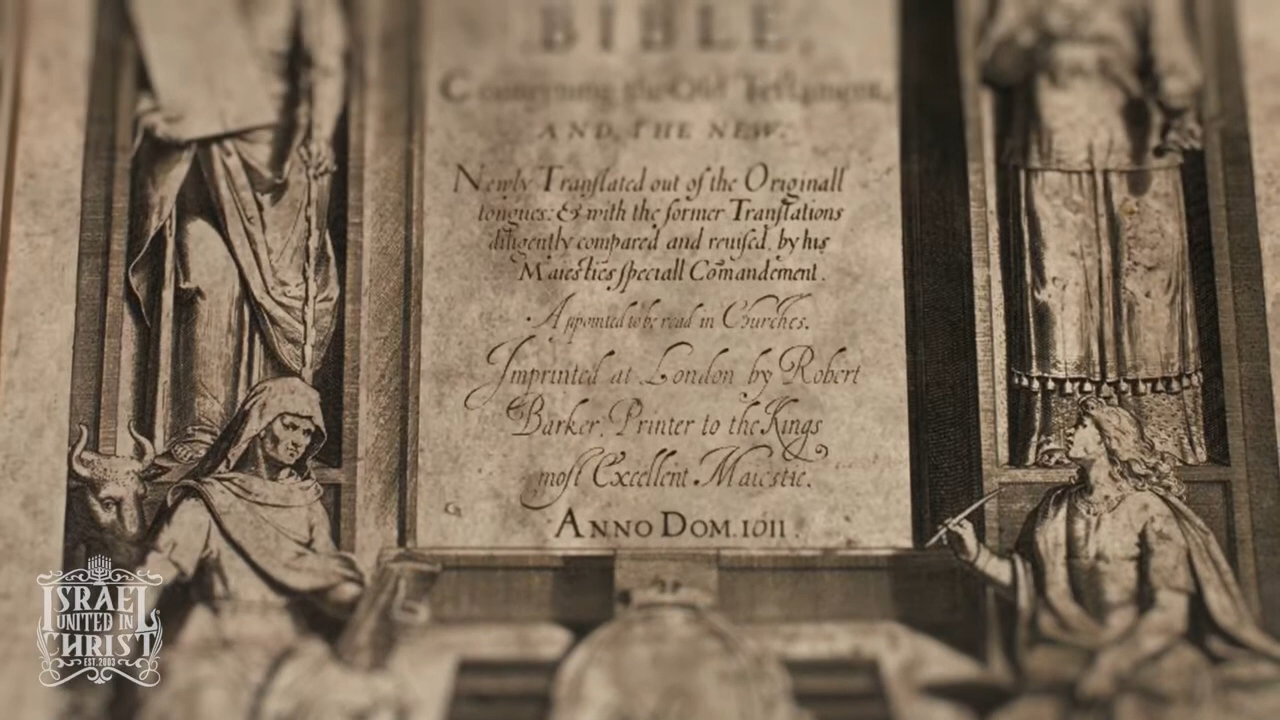 BIBLE,
Conteyning the Old Testament,
AND THE NEW:
Newly Tranſlated out of the Originall
tongues: & with the former Tranſlations
diligently compared and reuiſed, by his
Maiesties ſpeciall Comandement.
Appointed to be read in Churches.
Imprinted at London by Robert
Barker, Printer to the Kings
moſt Excellent Maiestie.
ANNO DOM. 1611.
ISRAEL
UNITED IN
CHRIST
EST. 2003